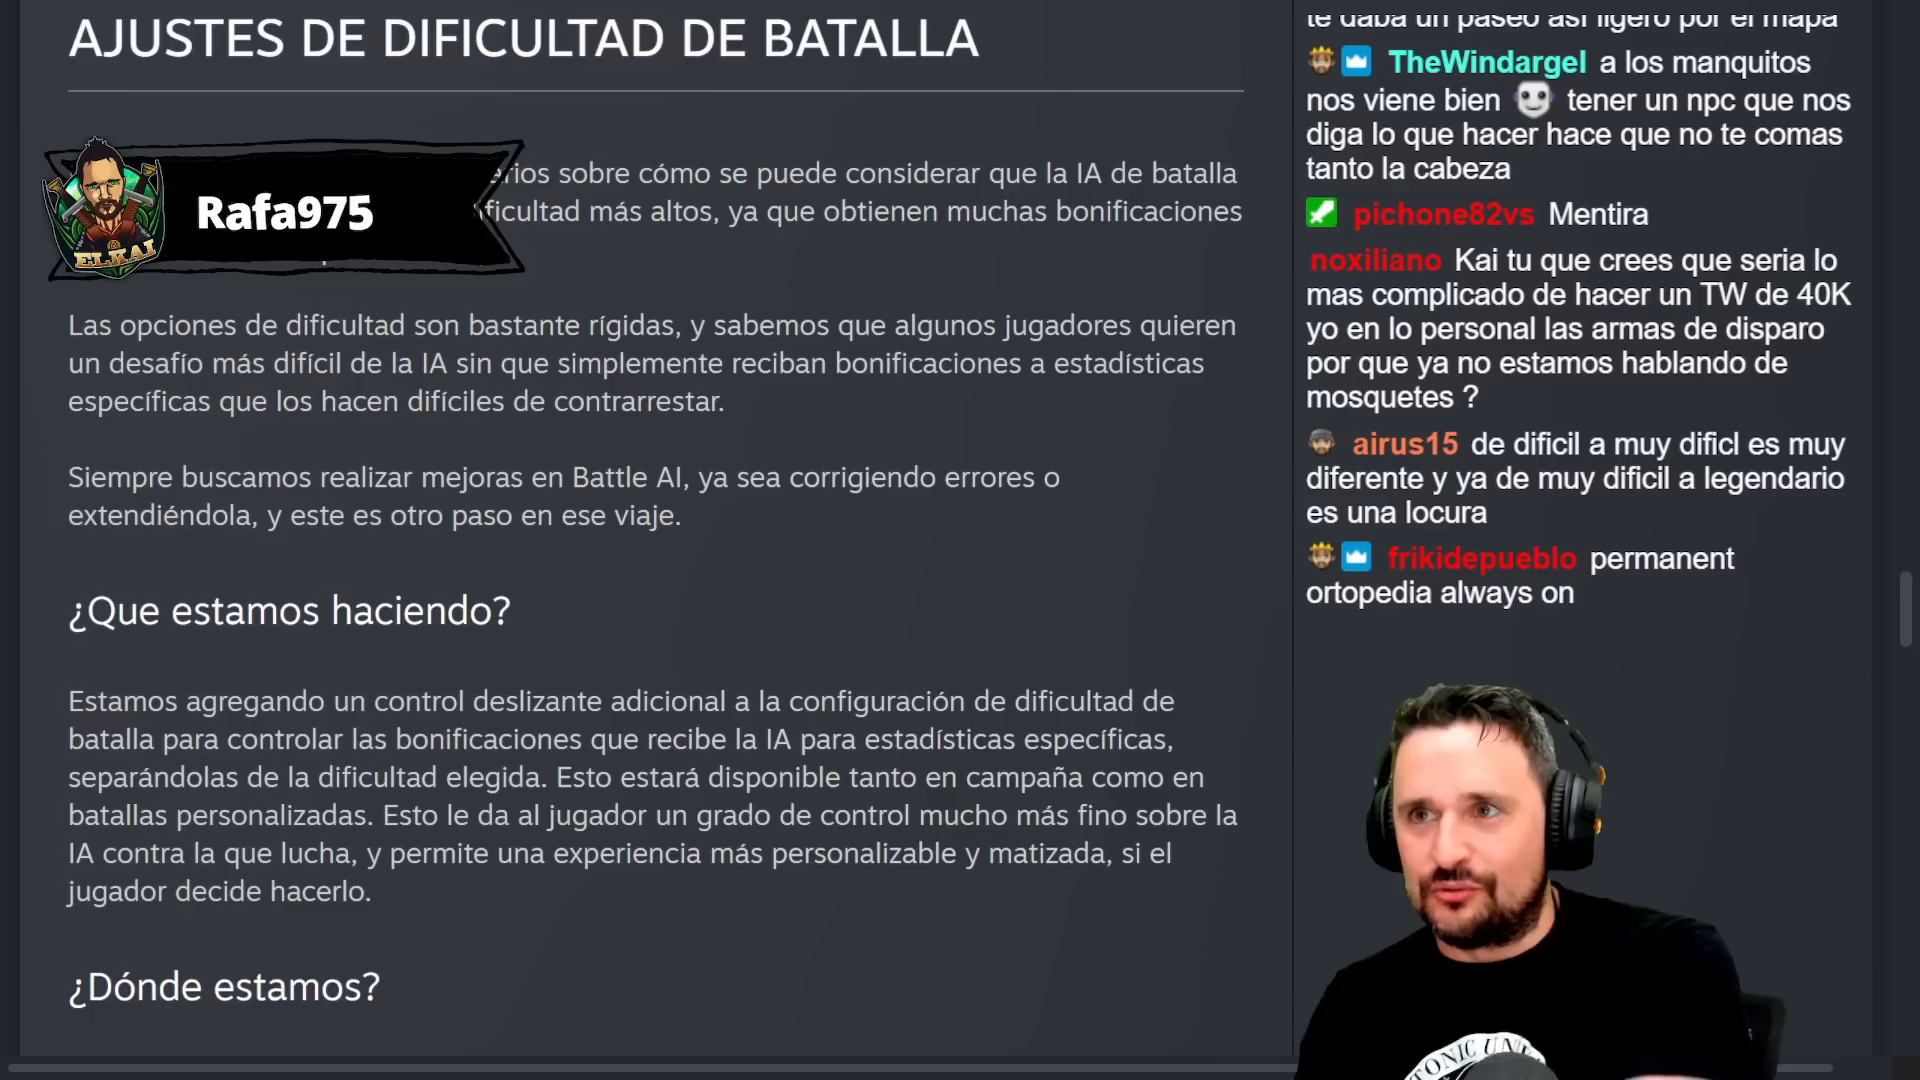 AJUSTES DE DIFICULTAD DE BATALLA
sobre cómo se puede considerar que la IA de batalla
más altos, ya que obtienen muchas bonificaciones
Rafa975
ELKAI
Las opciones de dificultad son bastante rígidas, y sabemos que algunos jugadores quieren
un desafío más difícil de la IA sin que simplemente reciban bonificaciones a estadísticas
específicas que los hacen difíciles de contrarrestar.
Siempre buscamos realizar mejoras en Battle AI, ya sea corrigiendo errores o
extendiéndola, y este es otro paso en ese viaje.
¿Que estamos haciendo?
Estamos agregando un control deslizante adicional a la configuración de dificultad de
batalla para controlar las bonificaciones que recibe la IA para estadísticas específicas,
separándolas de la dificultad elegida. Esto estará disponible tanto en campaña como en
batallas personalizadas. Esto le da al jugador un grado de control mucho más fino sobre la
IA contra la que lucha, y permite una experiencia más personalizable y matizada, si el
jugador decide hacerlo.
¿Dónde estamos?
te daba un paseo asi ligero por el mapa
TheWindargel a los manquitos
nos viene bien tener un npc que nos
diga lo que hacer hace que no te comas
tanto la cabeza
pichone82vs Mentira
noxiliano Kai tu que crees que seria lo
mas complicado de hacer un TW de 40K
yo en lo personal las armas de disparo
por que ya no estamos hablando de
mosquetes ?
airus15 de dificil a muy dificl es muy
diferente y ya de muy dificil a legendario
es una locura
frikidepueblo permanent
ortopedia always on